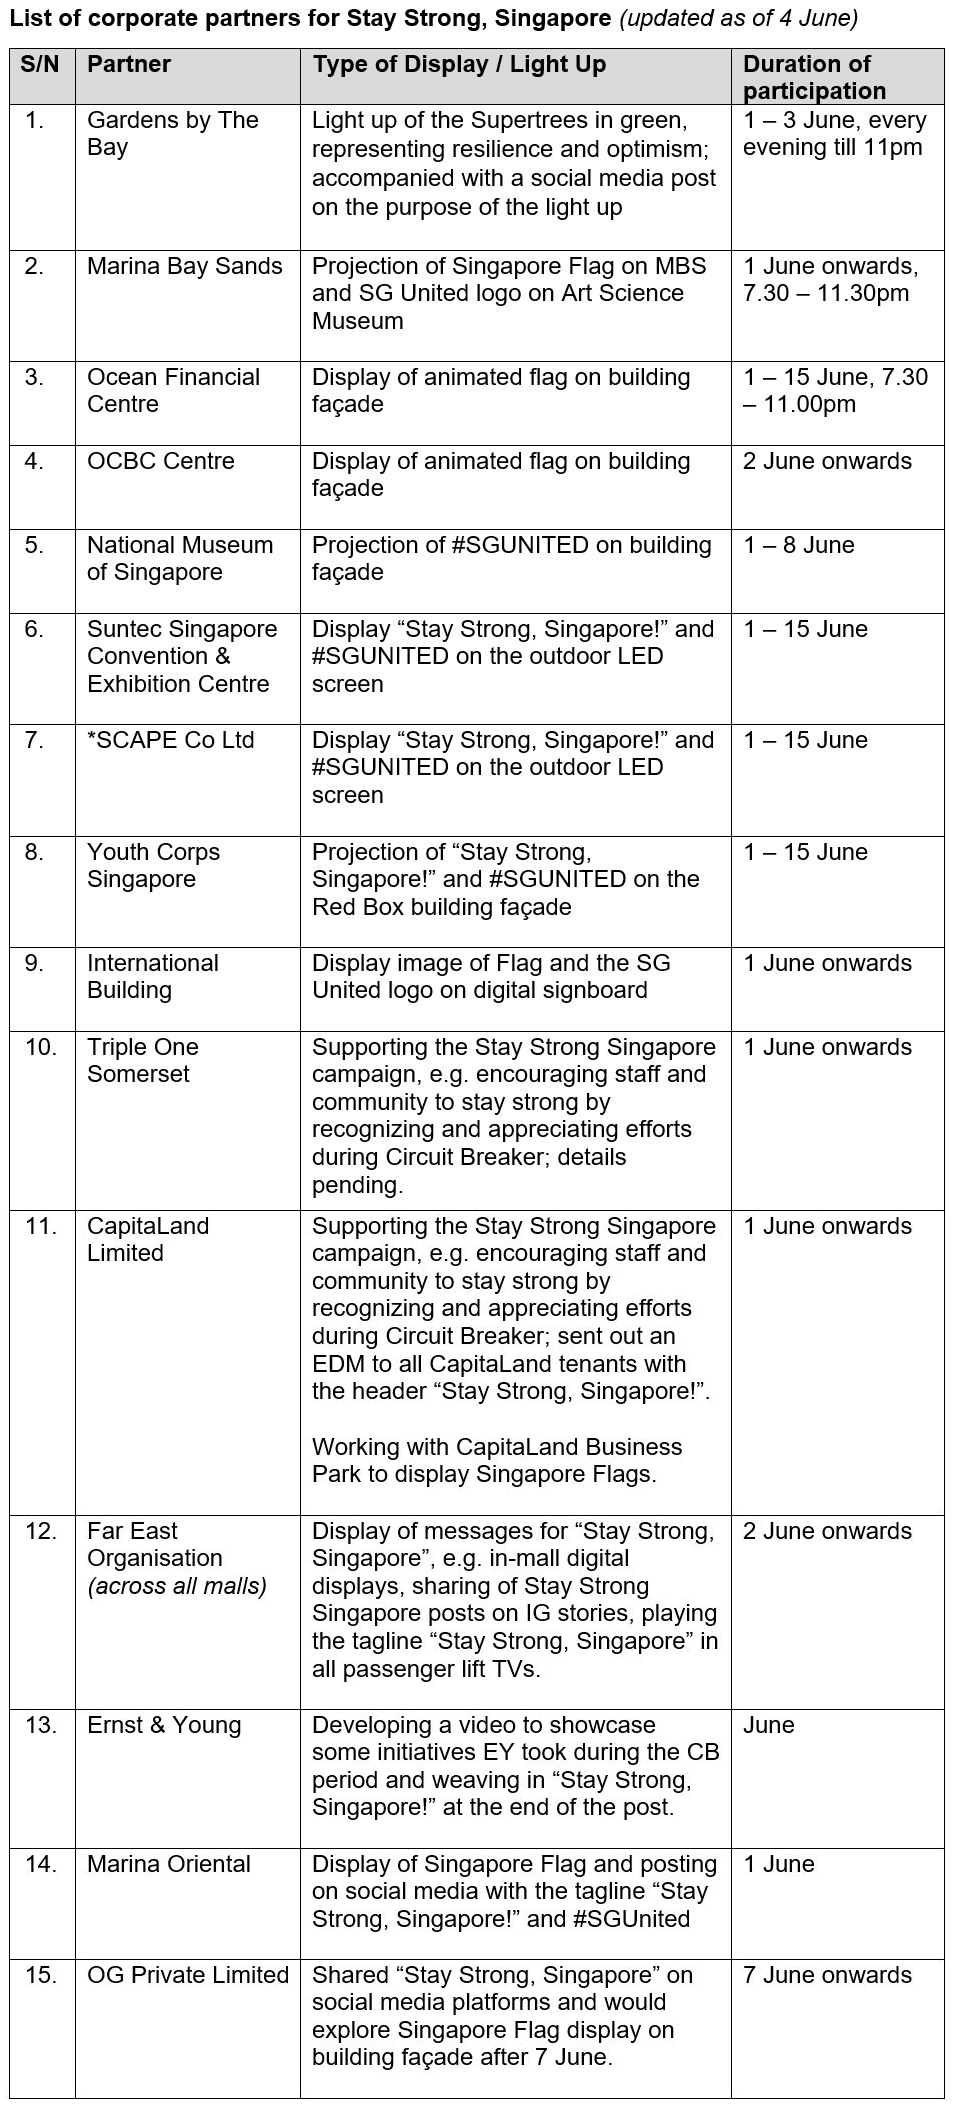 List of corporate partners for Stay Strong, Singapore (updated as of 4 June)
S/N Partner Type of Display / Light Up Duration of
participation
1. Gardens by The
Bay
Light up of the Supertrees in green,
representing resilience and optimism;
accompanied with a social media post
on the purpose of the light up
1 – 3 June, every
evening till 11pm
2. Marina Bay Sands
Projection of Singapore Flag on MBS
and SG United logo on Art Science
Museum
1 June onwards,
7.30 – 11.30pm
3. Ocean Financial
Centre
Display of animated flag on building
façade
1 – 15 June, 7.30
– 11.00pm
4. OCBC Centre
Display of animated flag on building
façade
2 June onwards
5. National Museum
of Singapore
Projection of #SGUNITED on building
façade
1 – 8 June
6. Suntec Singapore
Convention &
Exhibition Centre
Display “Stay Strong, Singapore!” and
#SGUNITED on the outdoor LED
screen
1 – 15 June
7. *SCAPE Co Ltd
Display “Stay Strong, Singapore!” and
#SGUNITED on the outdoor LED
screen
1 – 15 June
8. Youth Corps
Singapore
Projection of “Stay Strong,
Singapore!” and #SGUNITED on the
Red Box building façade
1 – 15 June
9. International
Building
Display image of Flag and the SG
United logo on digital signboard
1 June onwards
10. Triple One
Somerset
Supporting the Stay Strong Singapore
campaign, e.g. encouraging staff and
community to stay strong by
recognizing and appreciating efforts
during Circuit Breaker; details
pending.
1 June onwards
11. CapitaLand
Limited
Supporting the Stay Strong Singapore
campaign, e.g. encouraging staff and
community to stay strong by
recognizing and appreciating efforts
during Circuit Breaker; sent out an
EDM to all CapitaLand tenants with
the header “Stay Strong, Singapore!”.
Working with CapitaLand Business
Park to display Singapore Flags.
1 June onwards
12. Far East
Organisation
(across all malls)
Display of messages for “Stay Strong,
Singapore”, e.g. in-mall digital
displays, sharing of Stay Strong
Singapore posts on IG stories, playing
the tagline “Stay Strong, Singapore” in
all passenger lift TVs.
2 June onwards
13. Ernst & Young
Developing a video to showcase
some initiatives EY took during the CB
period and weaving in “Stay Strong,
Singapore!” at the end of the post.
June
14. Marina Oriental
Display of Singapore Flag and posting
on social media with the tagline “Stay
Strong, Singapore!” and #SGUnited
1 June
15. OG Private Limited
Shared “Stay Strong, Singapore” on
social media platforms and would
explore Singapore Flag display on
building façade after 7 June.
7 June onwards